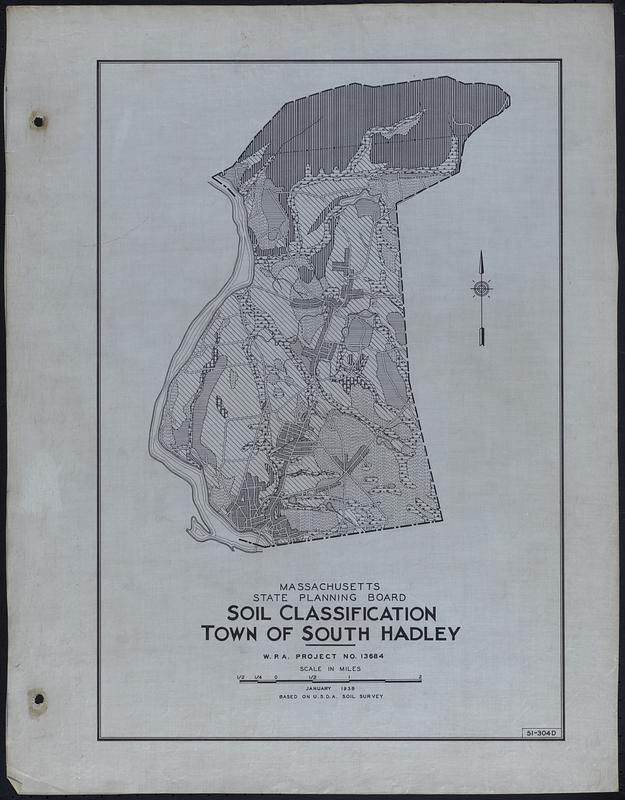 MASSACHUSETTS
STATE PLANNING BOARD
SOIL CLASSIFICATION
TOWN OF SOUTH HADLEY
W.P.A. PROJECT NO. 13684
SCALE IN MILES
1/2 1/4 0 1/2 1 2
JANUARY 1938
BASED ON U.S.D.A. SOIL SURVEY
51-304D